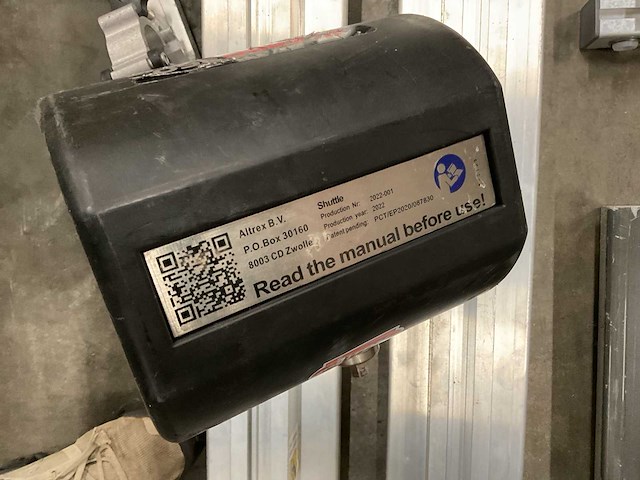 Altrex B.V.
P.O.Box 30160
8003 CD Zwolle
Shuttle
Production Nr: 2022-001
Production year: 2022
Patent pending: PCT/EP2020/087830
Read the manual before use!